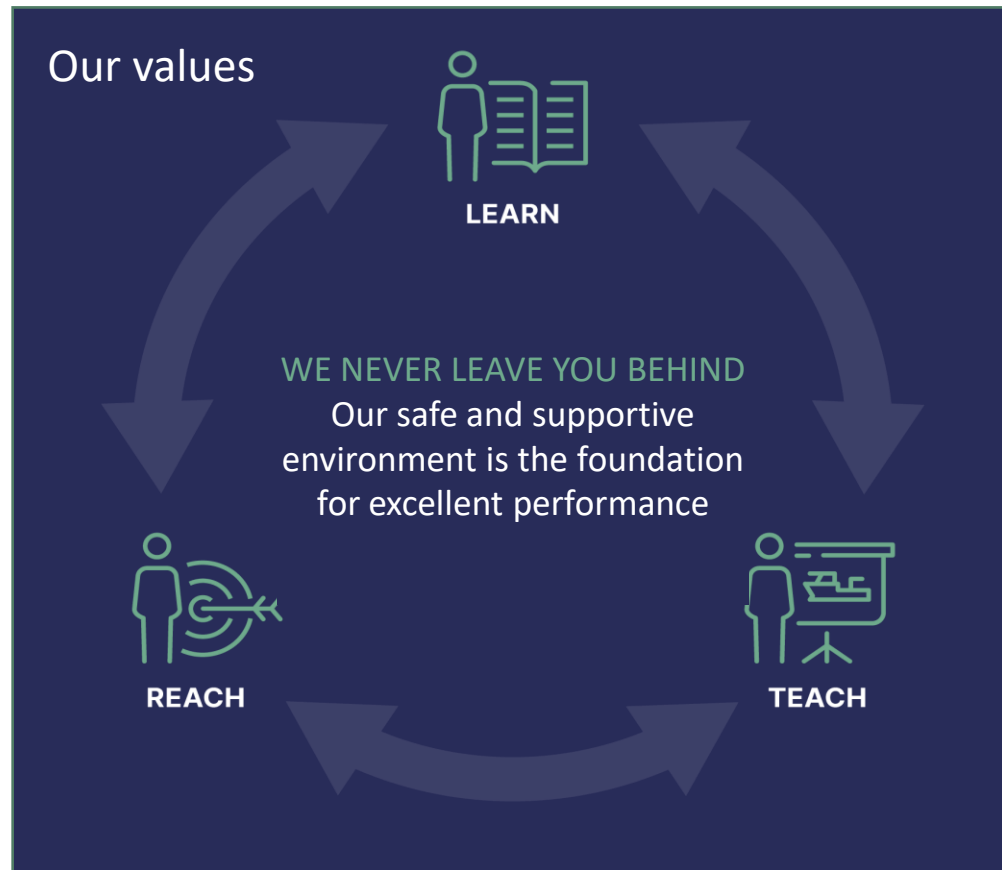 Our values
LEARN
WE NEVER LEAVE YOU BEHIND
Our safe and supportive
environment is the foundation
for excellent performance
REACH
TEACH